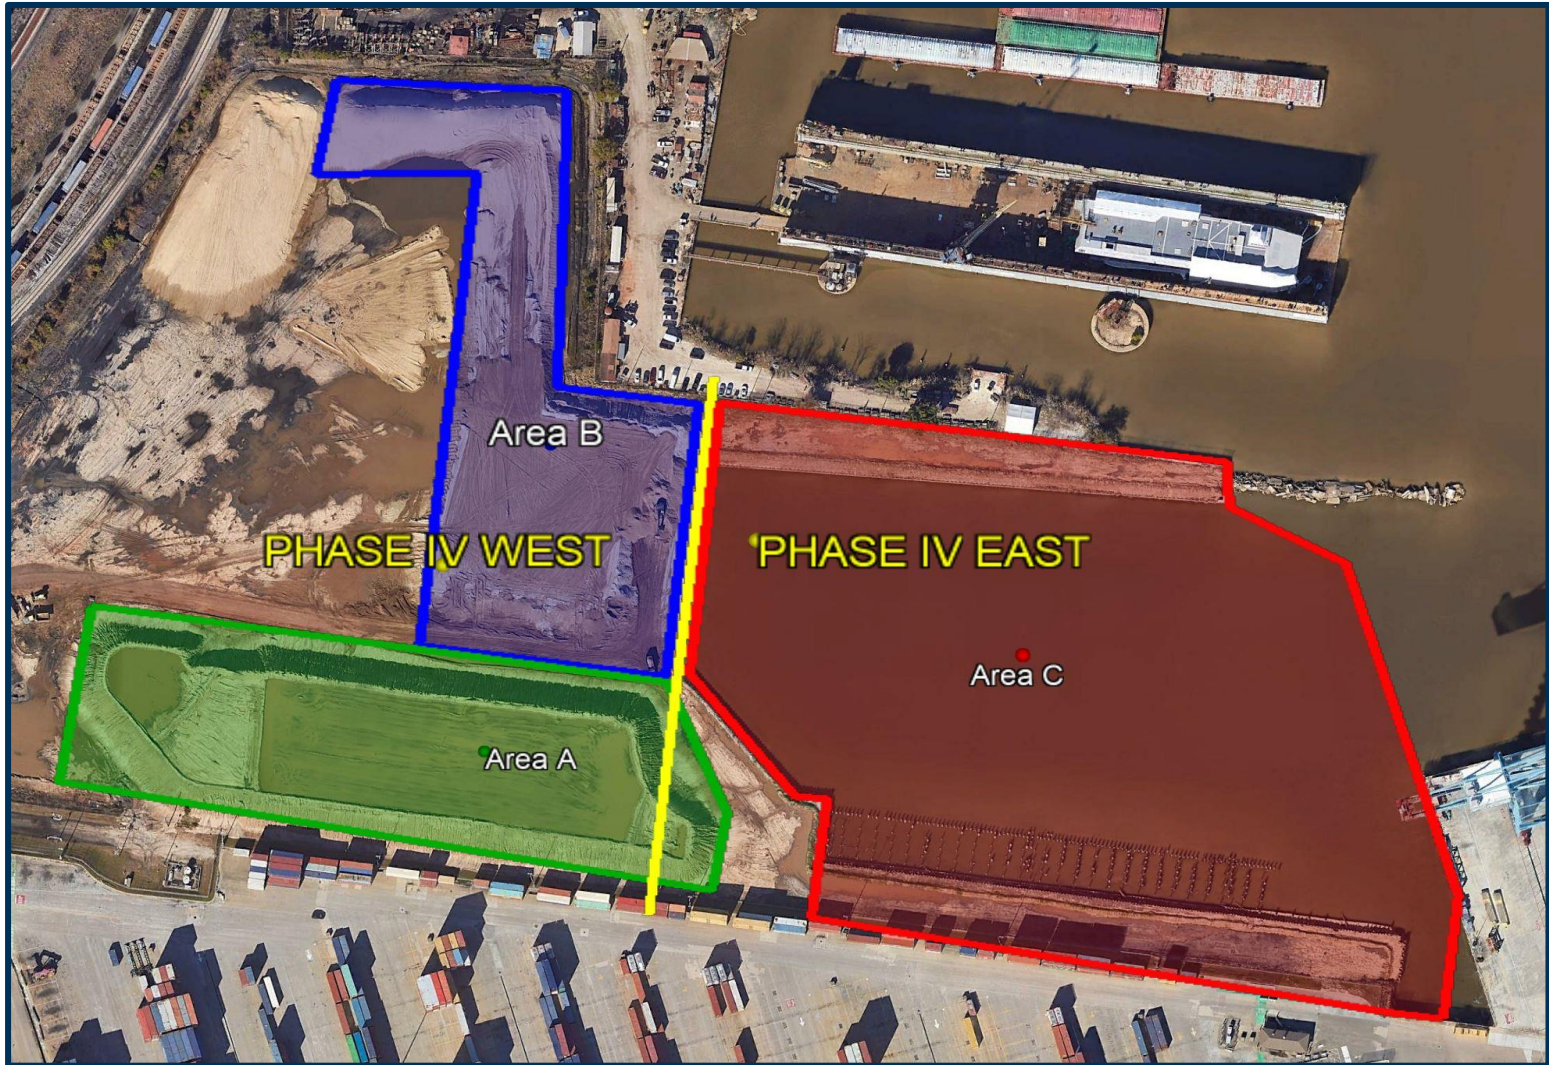 Area B
PHASE IV WEST
PHASE IV EAST
Area C
Area A